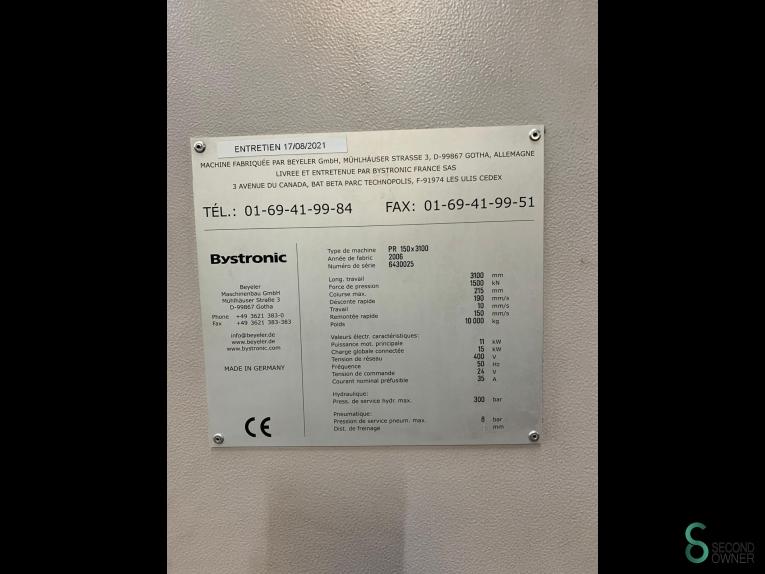 ENTRETIEN 17/08/2021
MACHINE FABRIQUÉE PAR BEYELER GmbH, MÜHLHÄUSER STRASSE 3, D-99867 GOTHA, ALLEMAGNE
LIVREE ET ENTRETENUE PAR BYSTRONIC FRANCE SAS
3 AVENUE DU CANADA, BAT BETA PARC TECHNOPOLIS, F-91974 LES ULIS CEDEX
TÉL.: 01-69-41-99-84 FAX: 01-69-41-99-51
Bystronic
Beyeler
Maschinenbau GmbH
Mühlhäuser Straße 3
D-99867 Gotha
Phone +49 3621 383-0
Fax +49 3621 383-383
info@beyeler.de
www.beyeler.de
www.bystronic.com
MADE IN GERMANY
CE
Type de machine PR 150x3100
Année de fabric 2006
Numéro de série 6430025
Long. travail 3100 mm
Force de pression 1500 kN
Colurse max. 215 mm
Descente rapide 190 mm/s
Travail 10 mm/s
Remontée rapide 150 mm/s
Poids 10 000 kg
Valeurs électr. caractéristiques:
Puissance mot. principale 11 kW
Charge globale connectée 15 kW
Tension de réseau 400 V
Fréquence 50 Hz
Tension de commande 24 V
Courant nominal préfusible 35 A
Hydraulique:
Press. de service hydr. max. 300 bar
Pneumatique:
Pression de service pneum. max. 6 bar
Dist. de freinage mm
SECOND
OWNER